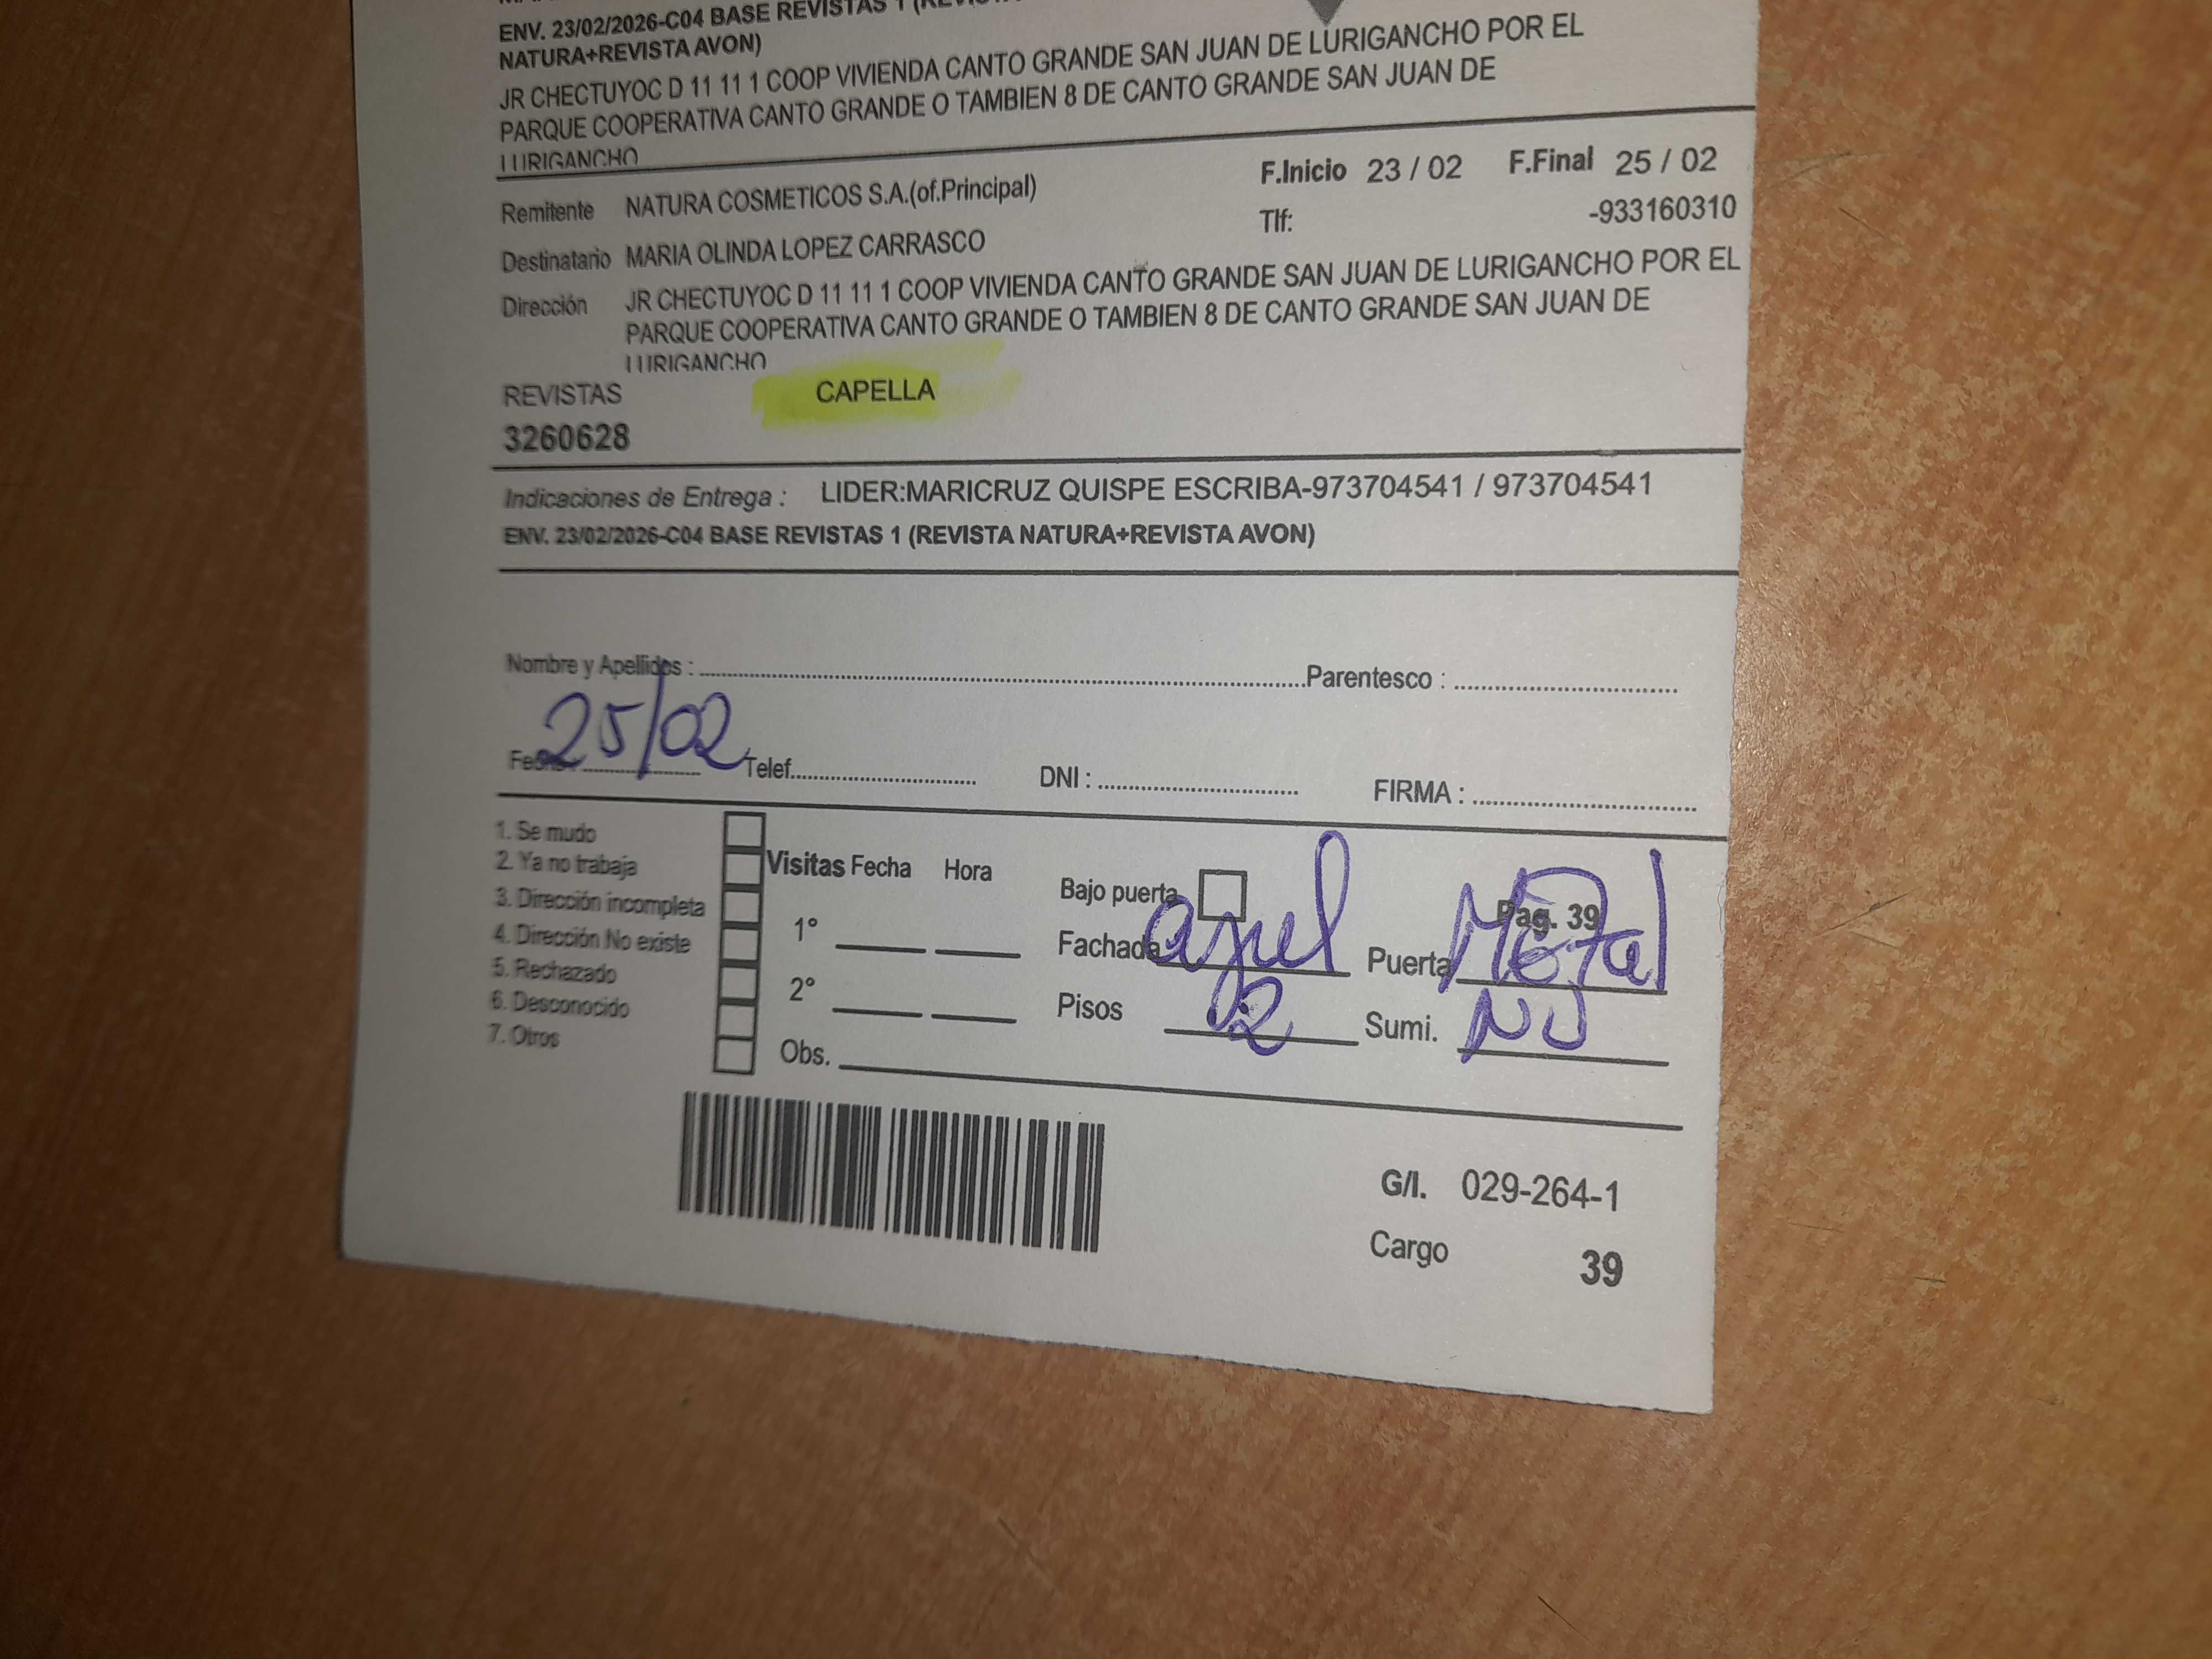 ENV. 23/02/2026-C04 BASE REVISTAS 1
NATURA+REVISTA AVON)
JR CHECTUYOC D 11 11 1 COOP VIVIENDA CANTO GRANDE SAN JUAN DE LURIGANCHO POR EL
PARQUE COOPERATIVA CANTO GRANDE O TAMBIEN 8 DE CANTO GRANDE SAN JUAN DE
LURIGANCHO
F.Inicio 23 / 02 F.Final 25 / 02
Remitente NATURA COSMETICOS S.A.(of.Principal)
Tlf: -933160310
Destinatario MARIA OLINDA LOPEZ CARRASCO
Dirección JR CHECTUYOC D 11 11 1 COOP VIVIENDA CANTO GRANDE SAN JUAN DE LURIGANCHO POR EL
PARQUE COOPERATIVA CANTO GRANDE O TAMBIEN 8 DE CANTO GRANDE SAN JUAN DE
LURIGANCHO
REVISTAS CAPELLA
3260628
Indicaciones de Entrega : LIDER:MARICRUZ QUISPE ESCRIBA-973704541 / 973704541
ENV. 23/02/2026-C04 BASE REVISTAS 1 (REVISTA NATURA+REVISTA AVON)
Nombre y Apellidos : Parentesco :
Fecha : 25/02 Telef. DNI : FIRMA :
1. Se mudo
2. Ya no trabaja
3. Dirección incompleta
4. Dirección No existe
5. Rechazado
6. Desconocido
7. Otros
Visitas Fecha Hora
1°
2°
Obs.
Bajo puerta Pag. 39
Fachada azul Puerta Metal
Pisos 2 Sumi.
G/I. 029-264-1
Cargo 39